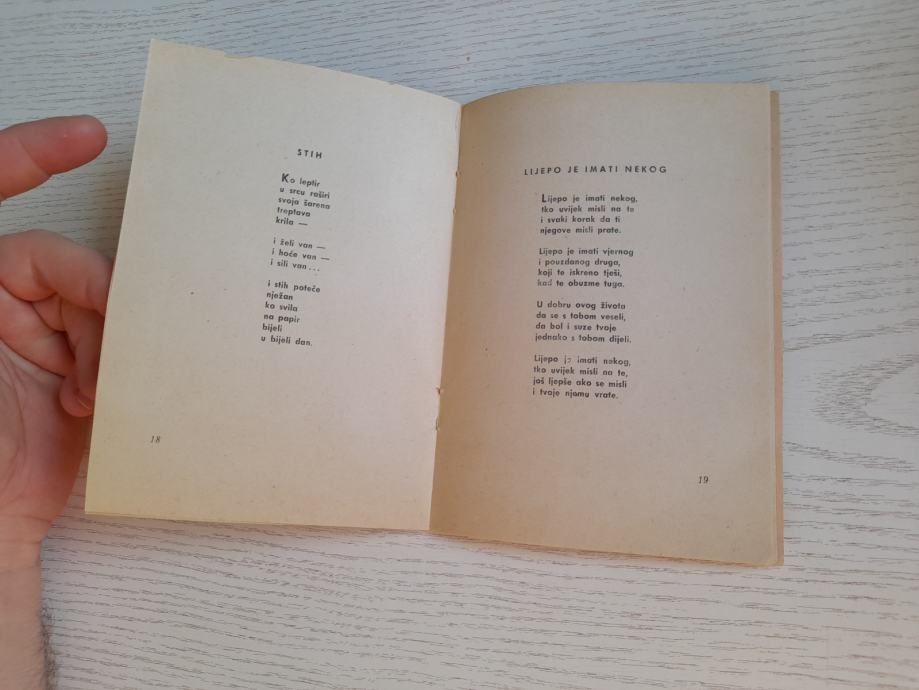 STIH
Ko leptir
u srcu raširi
svoja šarena
treptava
krila —
i želi van —
i hoće van —
i sili van ...
i stih poteče
nježan
ko svila
na papir
bijeli
u bijeli dan.
18
LIJEPO JE IMATI NEKOG
Lijepo je imati nekog,
tko uvijek misli na te
i svaki korak da ti
njegove misli prate.
Lijepo je imati vjernog
i pouzdanog druga,
koji te iskreno tješi,
kad te obuzme tuga.
U dobru ovog života
da se s tobom veseli,
da bol i suze tvoje
jednako s tobom dijeli.
Lijepo je imati nekog,
tko uvijek misli na te,
još ljepše ako se misli
i tvoje njemu vrate.
19